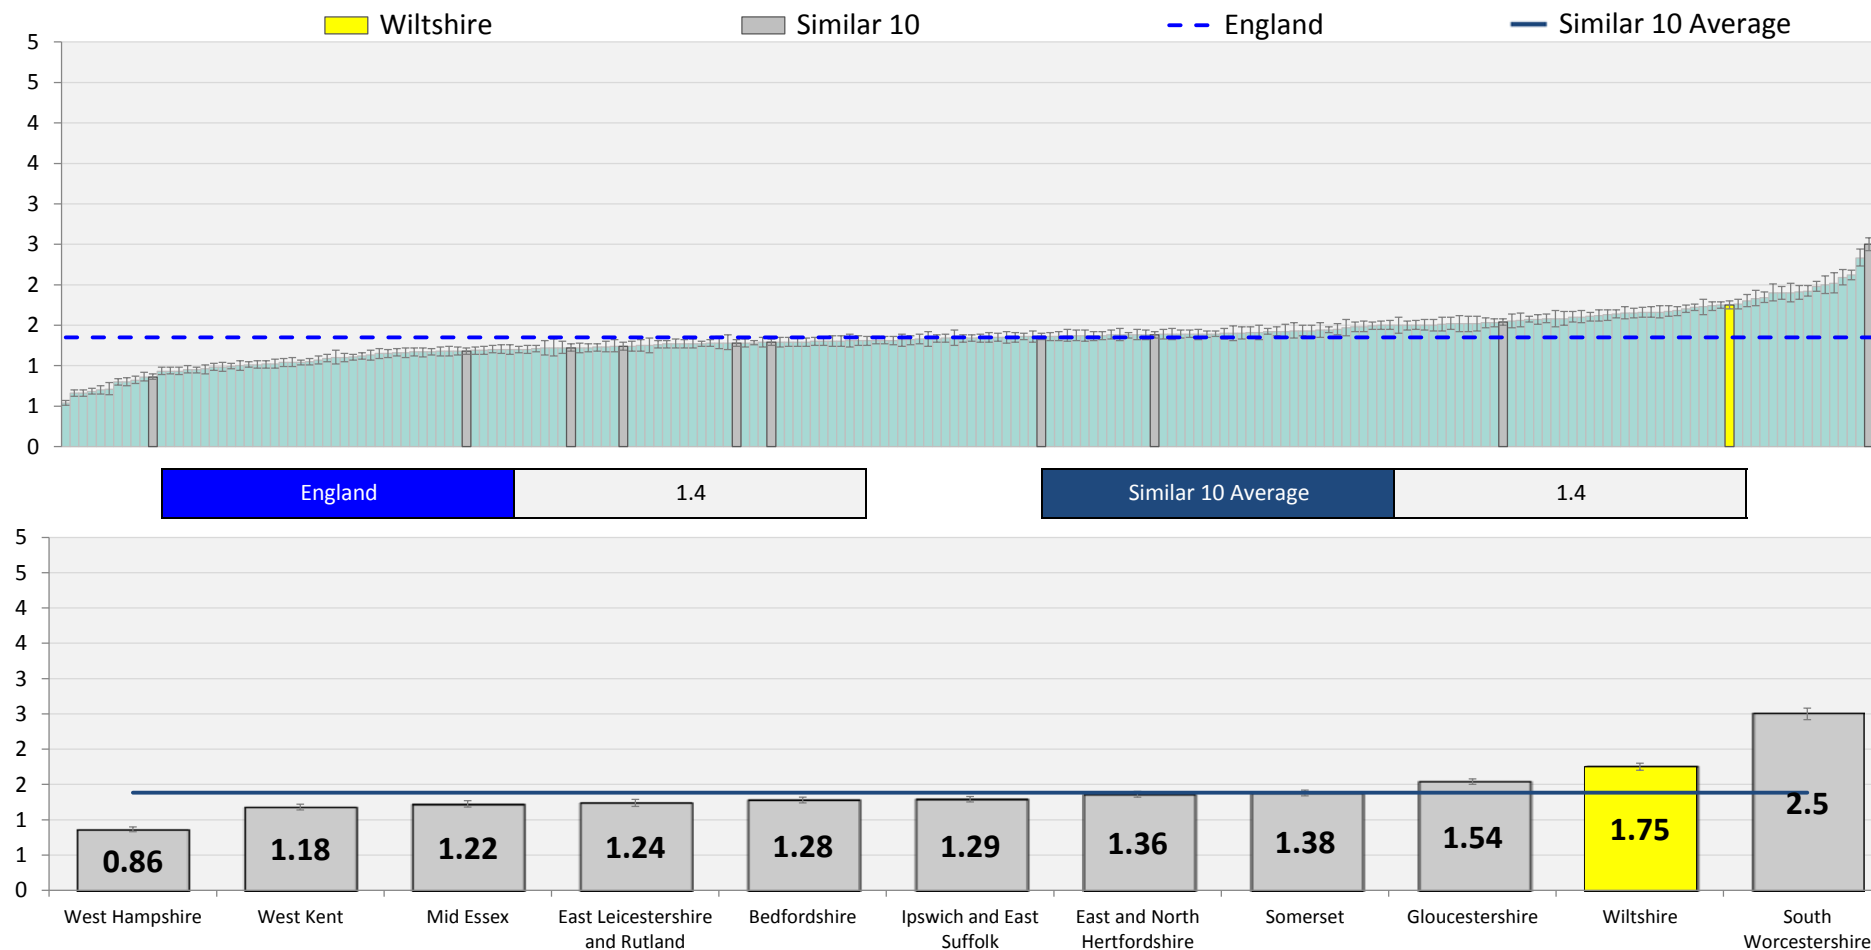 Wiltshire
Similar 10
England
Similar 10 Average
5
5
4
4
3
3
2
2
1
1
0
England
1.4
Similar 10 Average
1.4
5
5
4
4
3
3
2
2
1
1
0
0.86
1.18
1.22
1.24
1.28
1.29
1.36
1.38
1.54
1.75
2.5
West Hampshire
West Kent
Mid Essex
East Leicestershire
and Rutland
Bedfordshire
Ipswich and East
Suffolk
East and North
Hertfordshire
Somerset
Gloucestershire
Wiltshire
South
Worcestershire